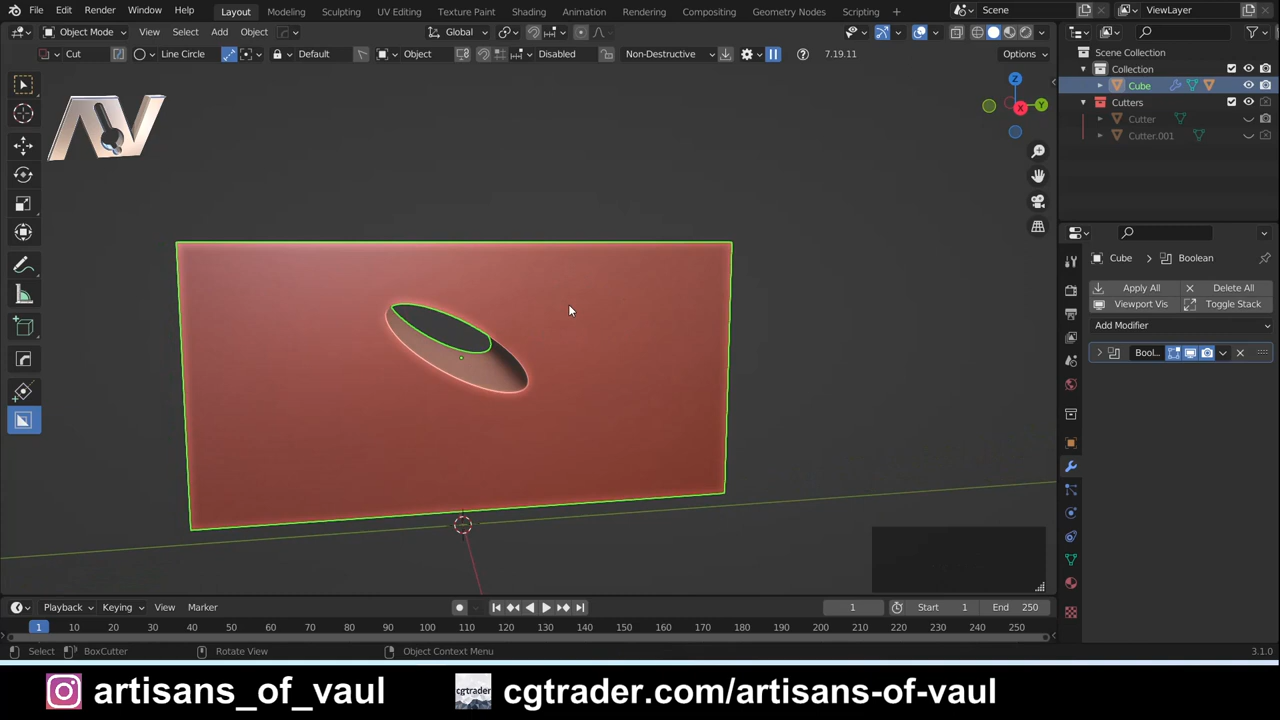 File Edit Render Window Help Layout Modeling Sculpting UV Editing Texture Paint Shading Animation Rendering Compositing Geometry Nodes Scripting + Scene ViewLayer
Object Mode View Select Add Object Global
Cut Line Circle Default Object Disabled Non-Destructive 7.19.11 Options
Scene Collection
Collection
Cube
Cutters
Cutter
Cutter.001
AV
X
Y
Z
Cube > Boolean
Apply All Delete All
Viewport Vis Toggle Stack
Add Modifier
Bool...
Playback Keying View Marker 1 Start 1 End 250
1 10 20 30 40 50 60 70 80 90 100 110 120 130 140 150 160 170 180 190 200 210 220 230 240 250
Select BoxCutter Rotate View Object Context Menu 3.1.0
artisans_of_vaul cgtrader cgtrader.com/artisans-of-vaul